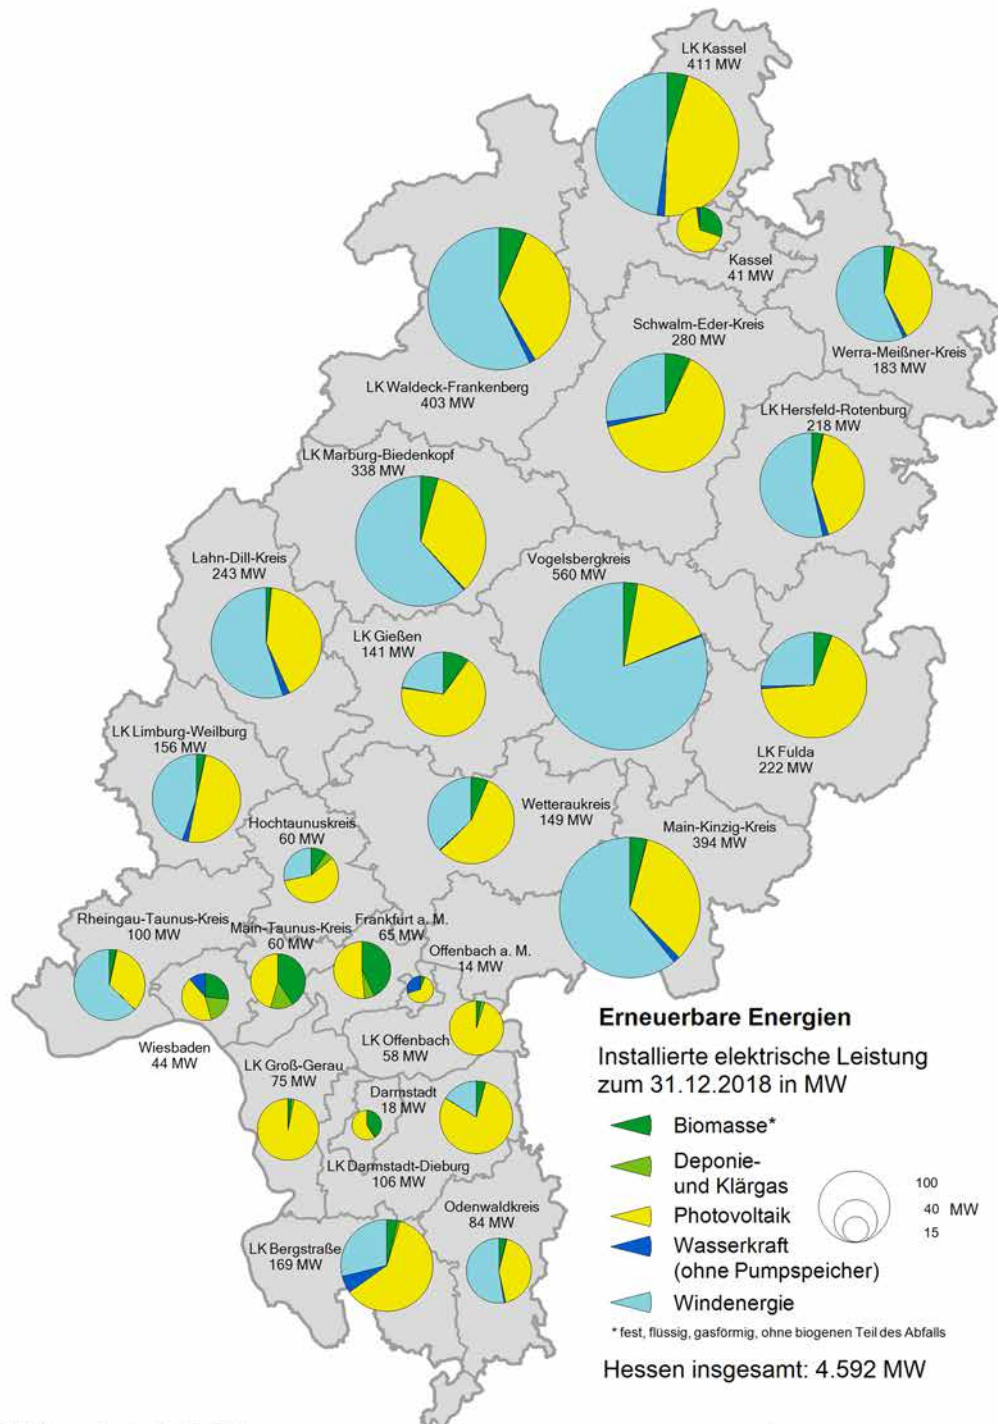 LK Kassel
411 MW
Kassel
41 MW
Werra-Meißner-Kreis
183 MW
Schwalm-Eder-Kreis
280 MW
LK Waldeck-Frankenberg
403 MW
LK Hersfeld-Rotenburg
218 MW
LK Marburg-Biedenkopf
338 MW
Lahn-Dill-Kreis
243 MW
Vogelsbergkreis
560 MW
LK Gießen
141 MW
LK Fulda
222 MW
LK Limburg-Weilburg
156 MW
Wetteraukreis
149 MW
Hochtaunuskreis
60 MW
Main-Kinzig-Kreis
394 MW
Rheingau-Taunus-Kreis
100 MW
Main-Taunus-Kreis
60 MW
Frankfurt a. M.
65 MW
Offenbach a. M.
14 MW
Wiesbaden
44 MW
LK Offenbach
58 MW
LK Groß-Gerau
75 MW
Darmstadt
18 MW
LK Darmstadt-Dieburg
106 MW
Odenwaldkreis
84 MW
LK Bergstraße
169 MW
Erneuerbare Energien
Installierte elektrische Leistung
zum 31.12.2018 in MW
Biomasse*
Deponie-
und Klärgas
Photovoltaik
Wasserkraft
(ohne Pumpspeicher)
Windenergie
100
40 MW
15
* fest, flüssig, gasförmig, ohne biogenen Teil des Abfalls
Hessen insgesamt: 4.592 MW